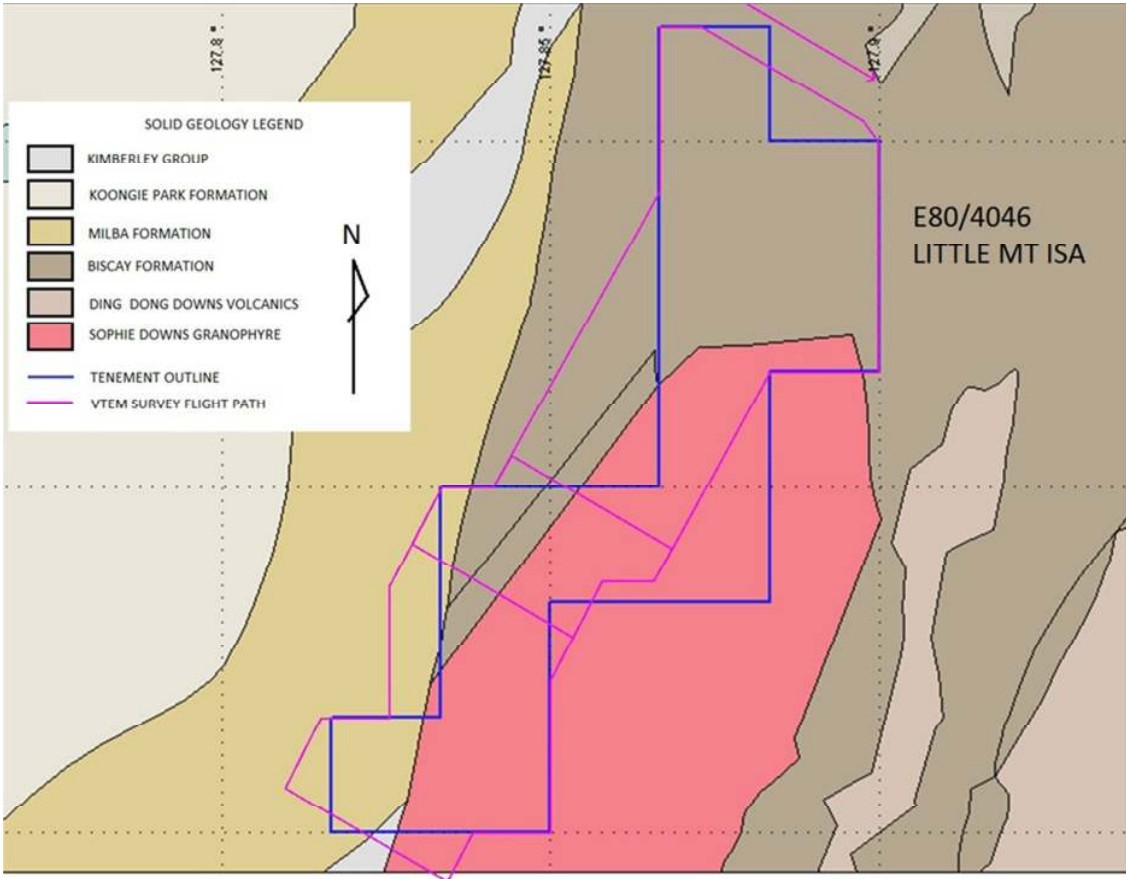 127.8 °
127.85 °
127.9 °
SOLID GEOLOGY LEGEND
KIMBERLEY GROUP
KOONGIE PARK FORMATION
MILBA FORMATION
BISCAY FORMATION
DING DONG DOWNS VOLCANICS
SOPHIE DOWNS GRANOPHYRE
TENEMENT OUTLINE
VTEM SURVEY FLIGHT PATH
N
E80/4046
LITTLE MT ISA